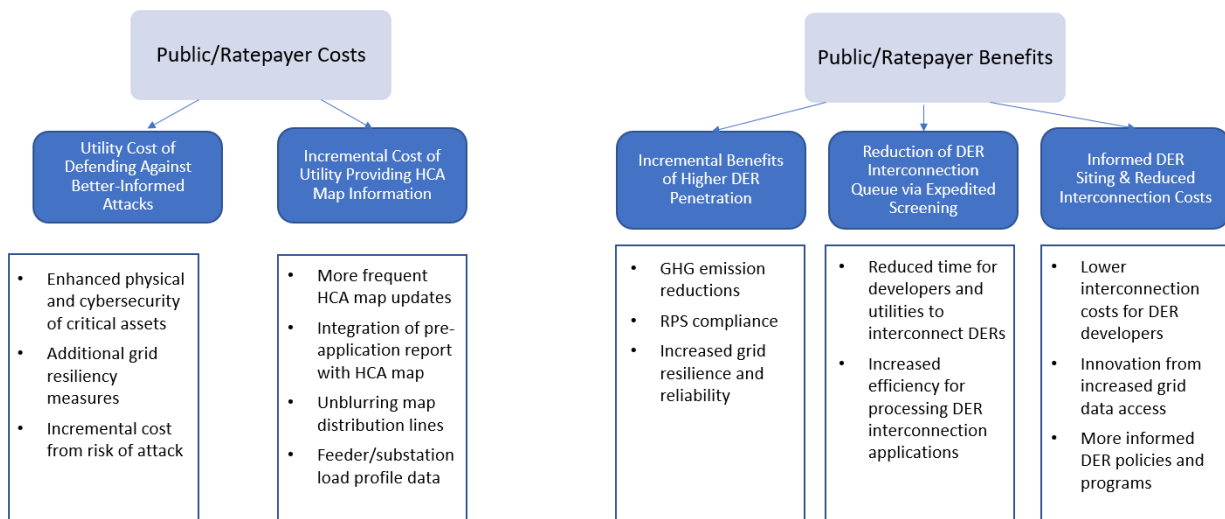 Public/Ratepayer Costs
Utility Cost of
Defending Against
Better-Informed
Attacks
Incremental Cost of
Utility Providing HCA
Map Information
• Enhanced physical
and cybersecurity
of critical assets
• Additional grid
resiliency
measures
• Incremental cost
from risk of attack
• More frequent
HCA map updates
• Integration of pre-
application report
with HCA map
• Unblurring map
distribution lines
• Feeder/substation
load profile data
Public/Ratepayer Benefits
Incremental Benefits
of Higher DER
Penetration
Reduction of DER
Interconnection
Queue via Expedited
Screening
Informed DER
Siting & Reduced
Interconnection Costs
• GHG emission
reductions
• RPS compliance
• Increased grid
resilience and
reliability
• Reduced time for
developers and
utilities to
interconnect DERs
• Increased
efficiency for
processing DER
interconnection
applications
• Lower
interconnection
costs for DER
developers
• Innovation from
increased grid
data access
• More informed
DER policies and
programs